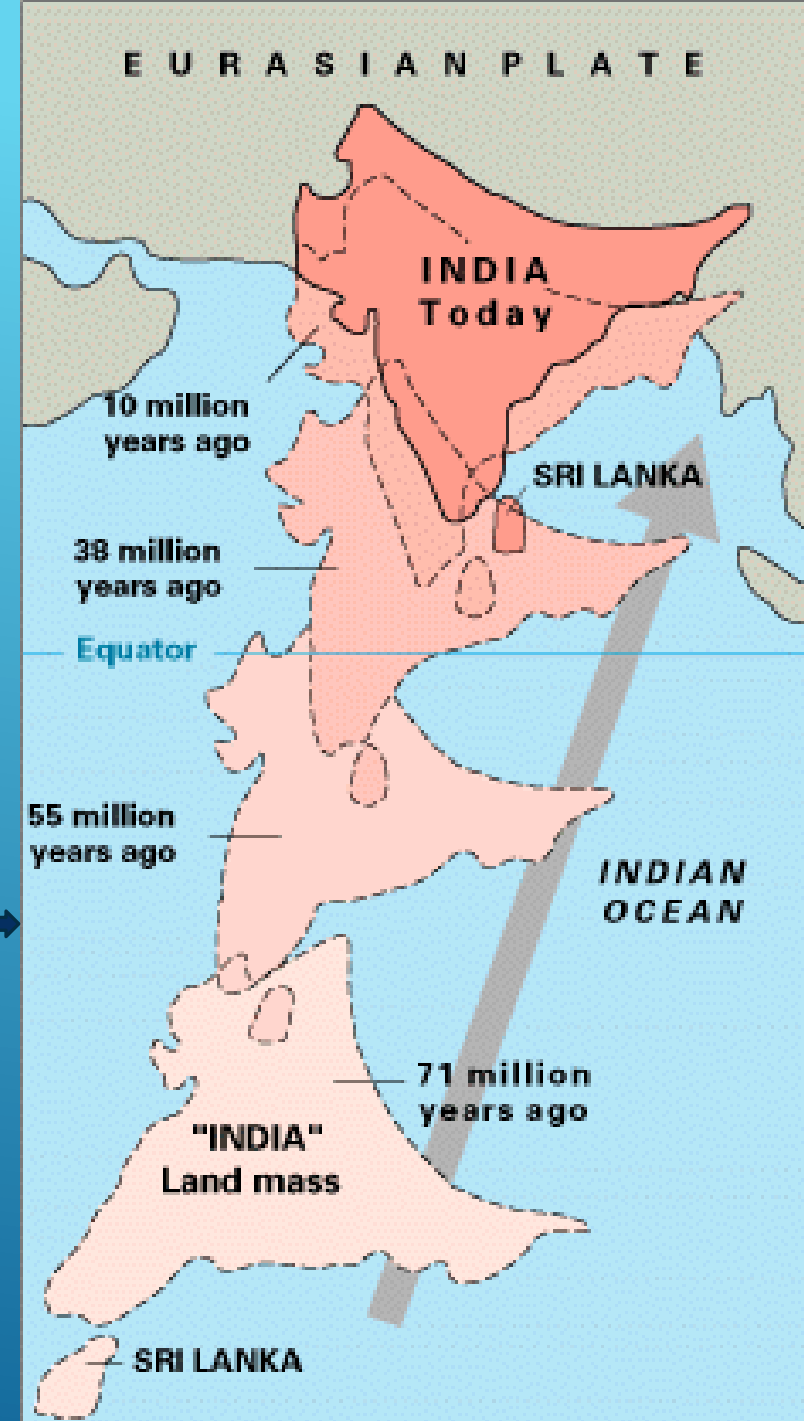 EURASIAN PLATE
INDIA
Today
10 million
years ago
SRI LANKA
38 million
years ago
Equator
55 million
years ago
INDIAN
OCEAN
71 million
years ago
"INDIA"
Land mass
SRI LANKA